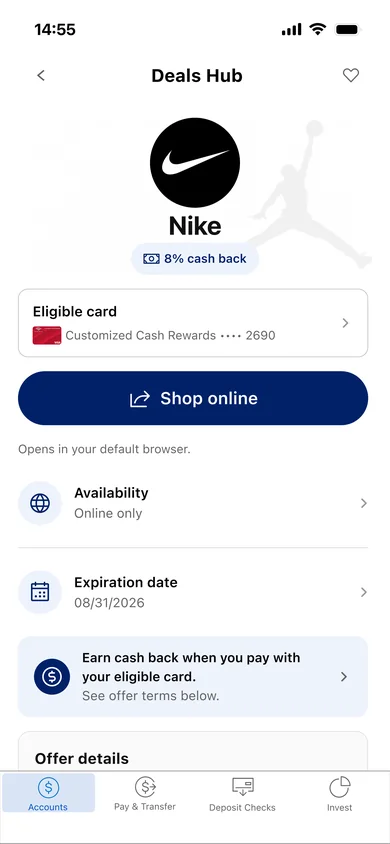 14:55
Deals Hub
Nike
8% cash back
Eligible card
Customized Cash Rewards •••• 2690
Shop online
Opens in your default browser.
Availability
Online only
Expiration date
08/31/2026
Earn cash back when you pay with
your eligible card.
See offer terms below.
Offer details
Accounts
Pay & Transfer
Deposit Checks
Invest